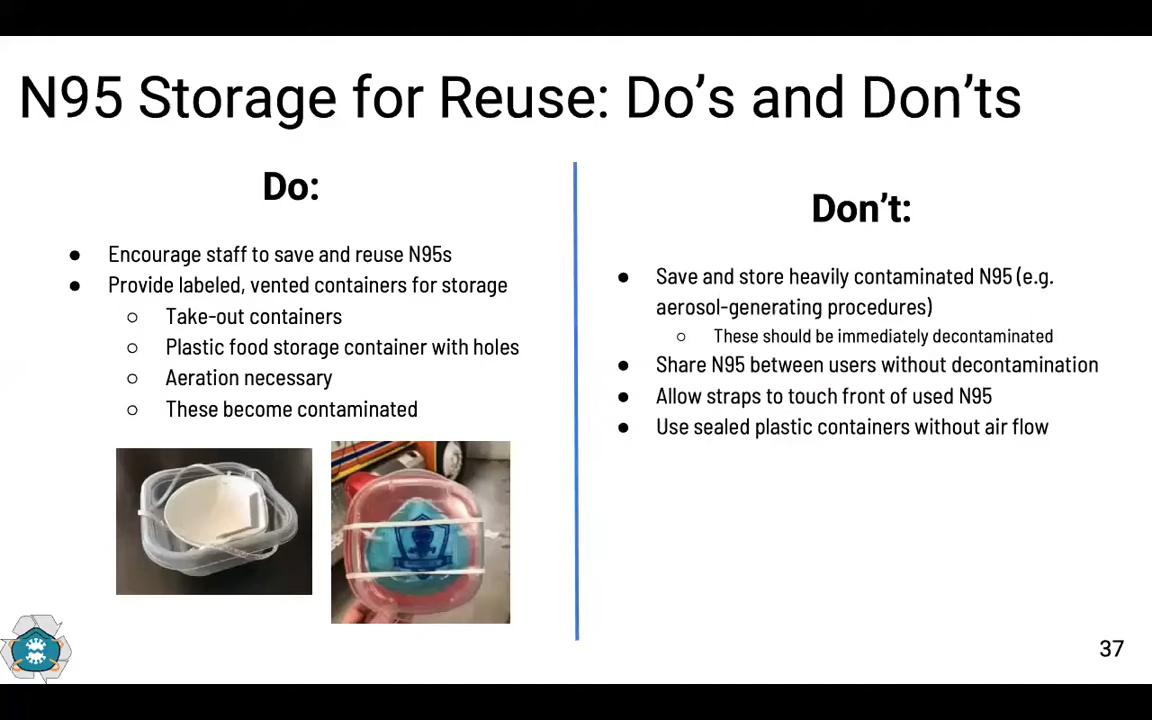 N95 Storage for Reuse: Do’s and Don’ts
Do:
● Encourage staff to save and reuse N95s
● Provide labeled, vented containers for storage
○ Take-out containers
○ Plastic food storage container with holes
○ Aeration necessary
○ These become contaminated
Don’t:
● Save and store heavily contaminated N95 (e.g.
aerosol-generating procedures)
○ These should be immediately decontaminated
● Share N95 between users without decontamination
● Allow straps to touch front of used N95
● Use sealed plastic containers without air flow
37